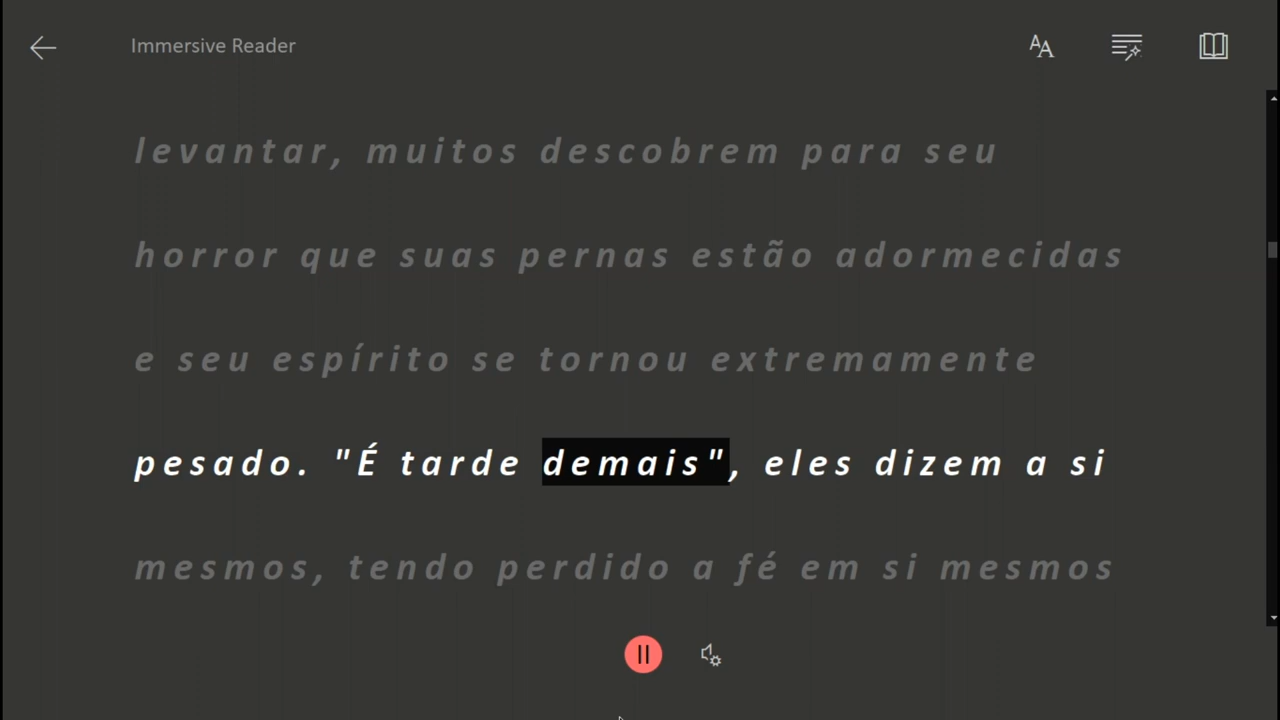 Immersive Reader
levantar, muitos descobrem para seu
horror que suas pernas estão adormecidas
e seu espírito se tornou extremamente
pesado. "É tarde demais", eles dizem a si
mesmos, tendo perdido a fé em si mesmos